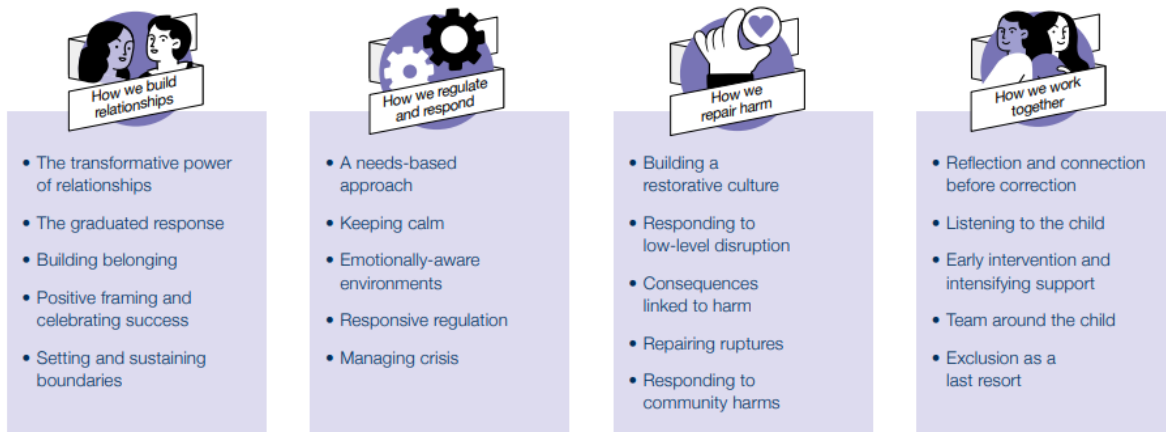 How we build
relationships
• The transformative power
of relationships
• The graduated response
• Building belonging
• Positive framing and
celebrating success
• Setting and sustaining
boundaries
How we regulate
and respond
• A needs-based
approach
• Keeping calm
• Emotionally-aware
environments
• Responsive regulation
• Managing crisis
How we
repair harm
• Building a
restorative culture
• Responding to
low-level disruption
• Consequences
linked to harm
• Repairing ruptures
• Responding to
community harms
How we work
together
• Reflection and connection
before correction
• Listening to the child
• Early intervention and
intensifying support
• Team around the child
• Exclusion as a
last resort